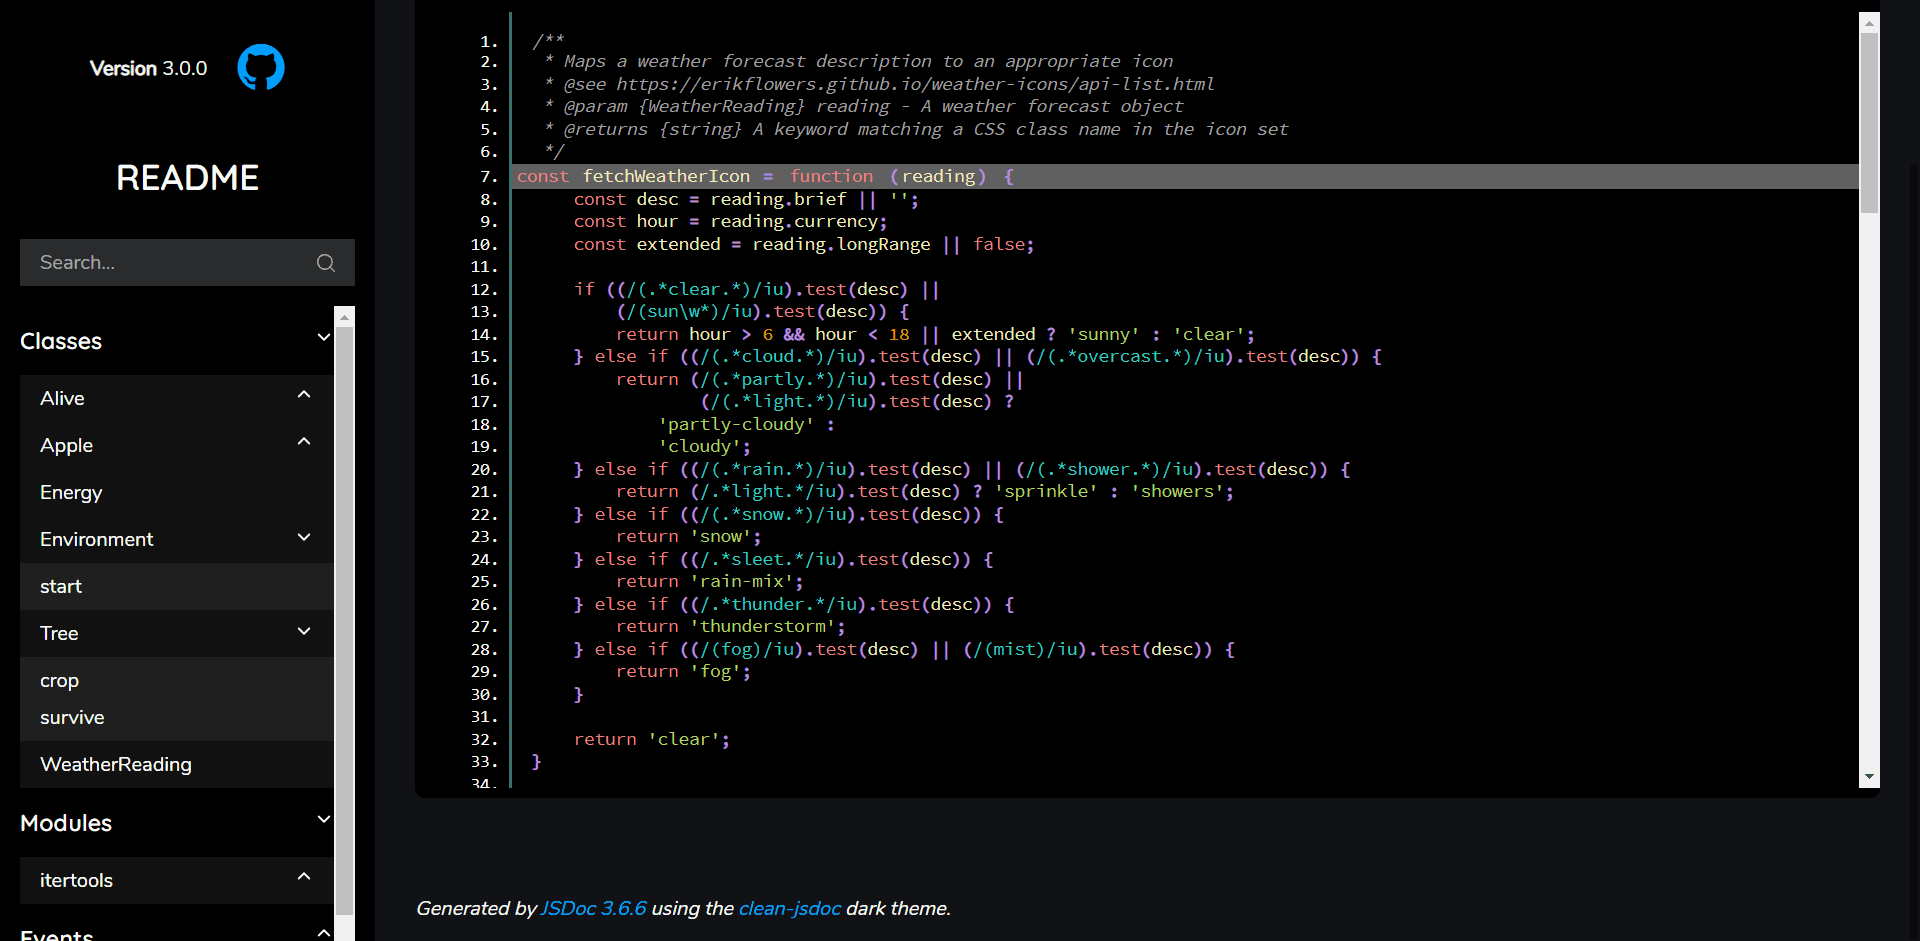 Version 3.0.0
README
Search...
Classes
Alive
Apple
Energy
Environment
start
Tree
crop
survive
WeatherReading
Modules
itertools
Events
1. /**
2. * Maps a weather forecast description to an appropriate icon
3. * @see https://erikflowers.github.io/weather-icons/api-list.html
4. * @param {WeatherReading} reading - A weather forecast object
5. * @returns {string} A keyword matching a CSS class name in the icon set
6. */
7. const fetchWeatherIcon = function (reading) {
8. const desc = reading.brief || '';
9. const hour = reading.currency;
10. const extended = reading.longRange || false;
11.
12. if ((/(.*clear.*)/iu).test(desc) ||
13. (/(sun\w*)/iu).test(desc)) {
14. return hour > 6 && hour < 18 || extended ? 'sunny' : 'clear';
15. } else if ((/(.*cloud.*)/iu).test(desc) || (/(.*overcast.*)/iu).test(desc)) {
16. return (/(.*partly.*)/iu).test(desc) ||
17. (/(.*light.*)/iu).test(desc) ?
18. 'partly-cloudy' :
19. 'cloudy';
20. } else if ((/(.*rain.*)/iu).test(desc) || (/(.*shower.*)/iu).test(desc)) {
21. return (/.*light.*/iu).test(desc) ? 'sprinkle' : 'showers';
22. } else if ((/(.*snow.*)/iu).test(desc)) {
23. return 'snow';
24. } else if ((/.*sleet.*/iu).test(desc)) {
25. return 'rain-mix';
26. } else if ((/.*thunder.*/iu).test(desc)) {
27. return 'thunderstorm';
28. } else if ((/(fog)/iu).test(desc) || (/(mist)/iu).test(desc)) {
29. return 'fog';
30. }
31.
32. return 'clear';
33. }
34.
Generated by JSDoc 3.6.6 using the clean-jsdoc dark theme.